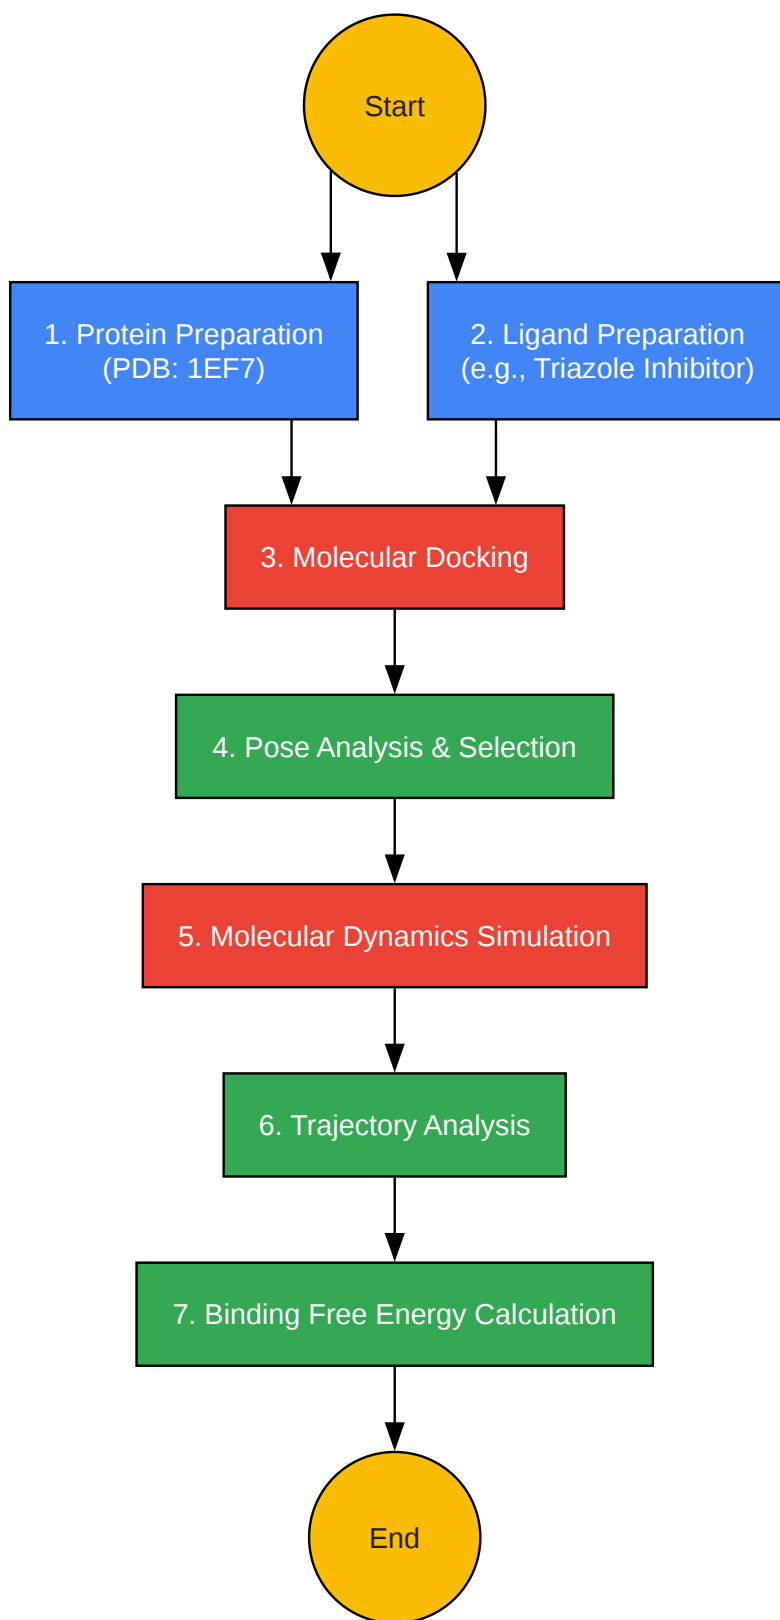 Start
1. Protein Preparation
(PDB: 1EF7)
2. Ligand Preparation
(e.g., Triazole Inhibitor)
3. Molecular Docking
4. Pose Analysis & Selection
5. Molecular Dynamics Simulation
6. Trajectory Analysis
7. Binding Free Energy Calculation
End